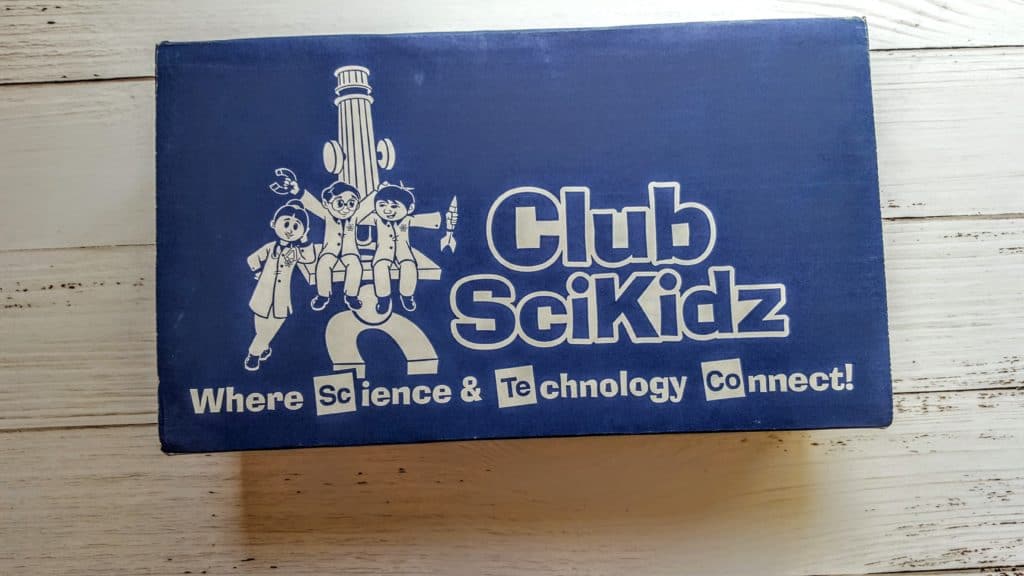 Club
SciKidz
Where Science & Technology Connect!